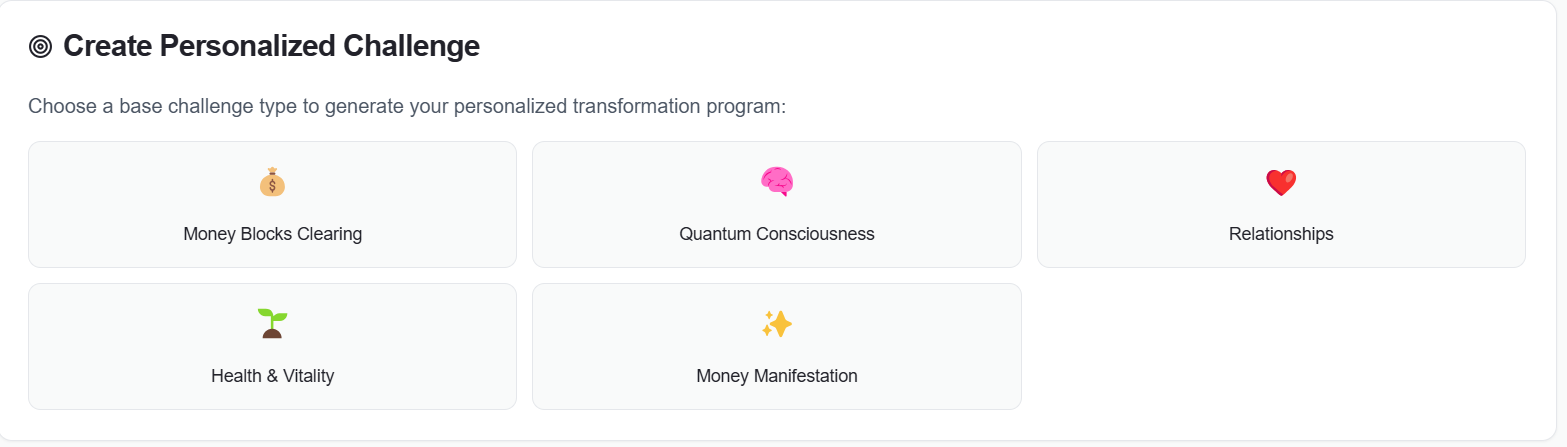 Create Personalized Challenge
Choose a base challenge type to generate your personalized transformation program:
$
Money Blocks Clearing
Quantum Consciousness
Relationships
Health & Vitality
Money Manifestation